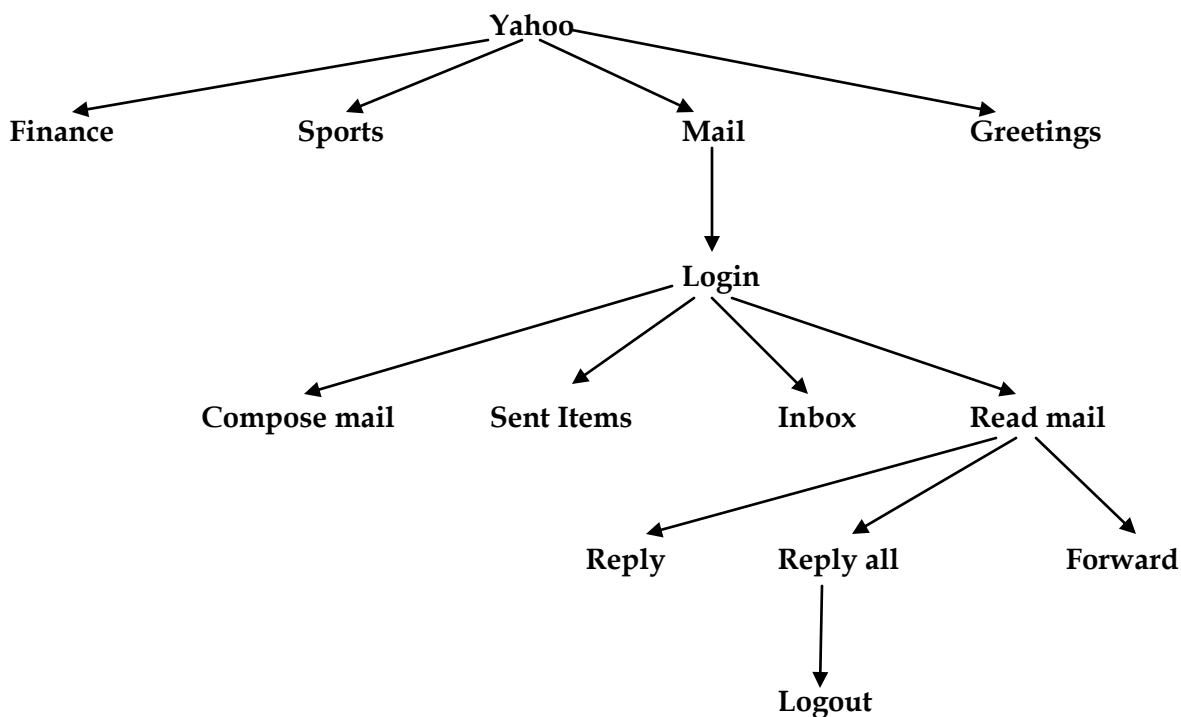 Yahoo
Finance
Sports
Mail
Greetings
Login
Compose mail
Sent Items
Inbox
Read mail
Reply
Reply all
Forward
Logout